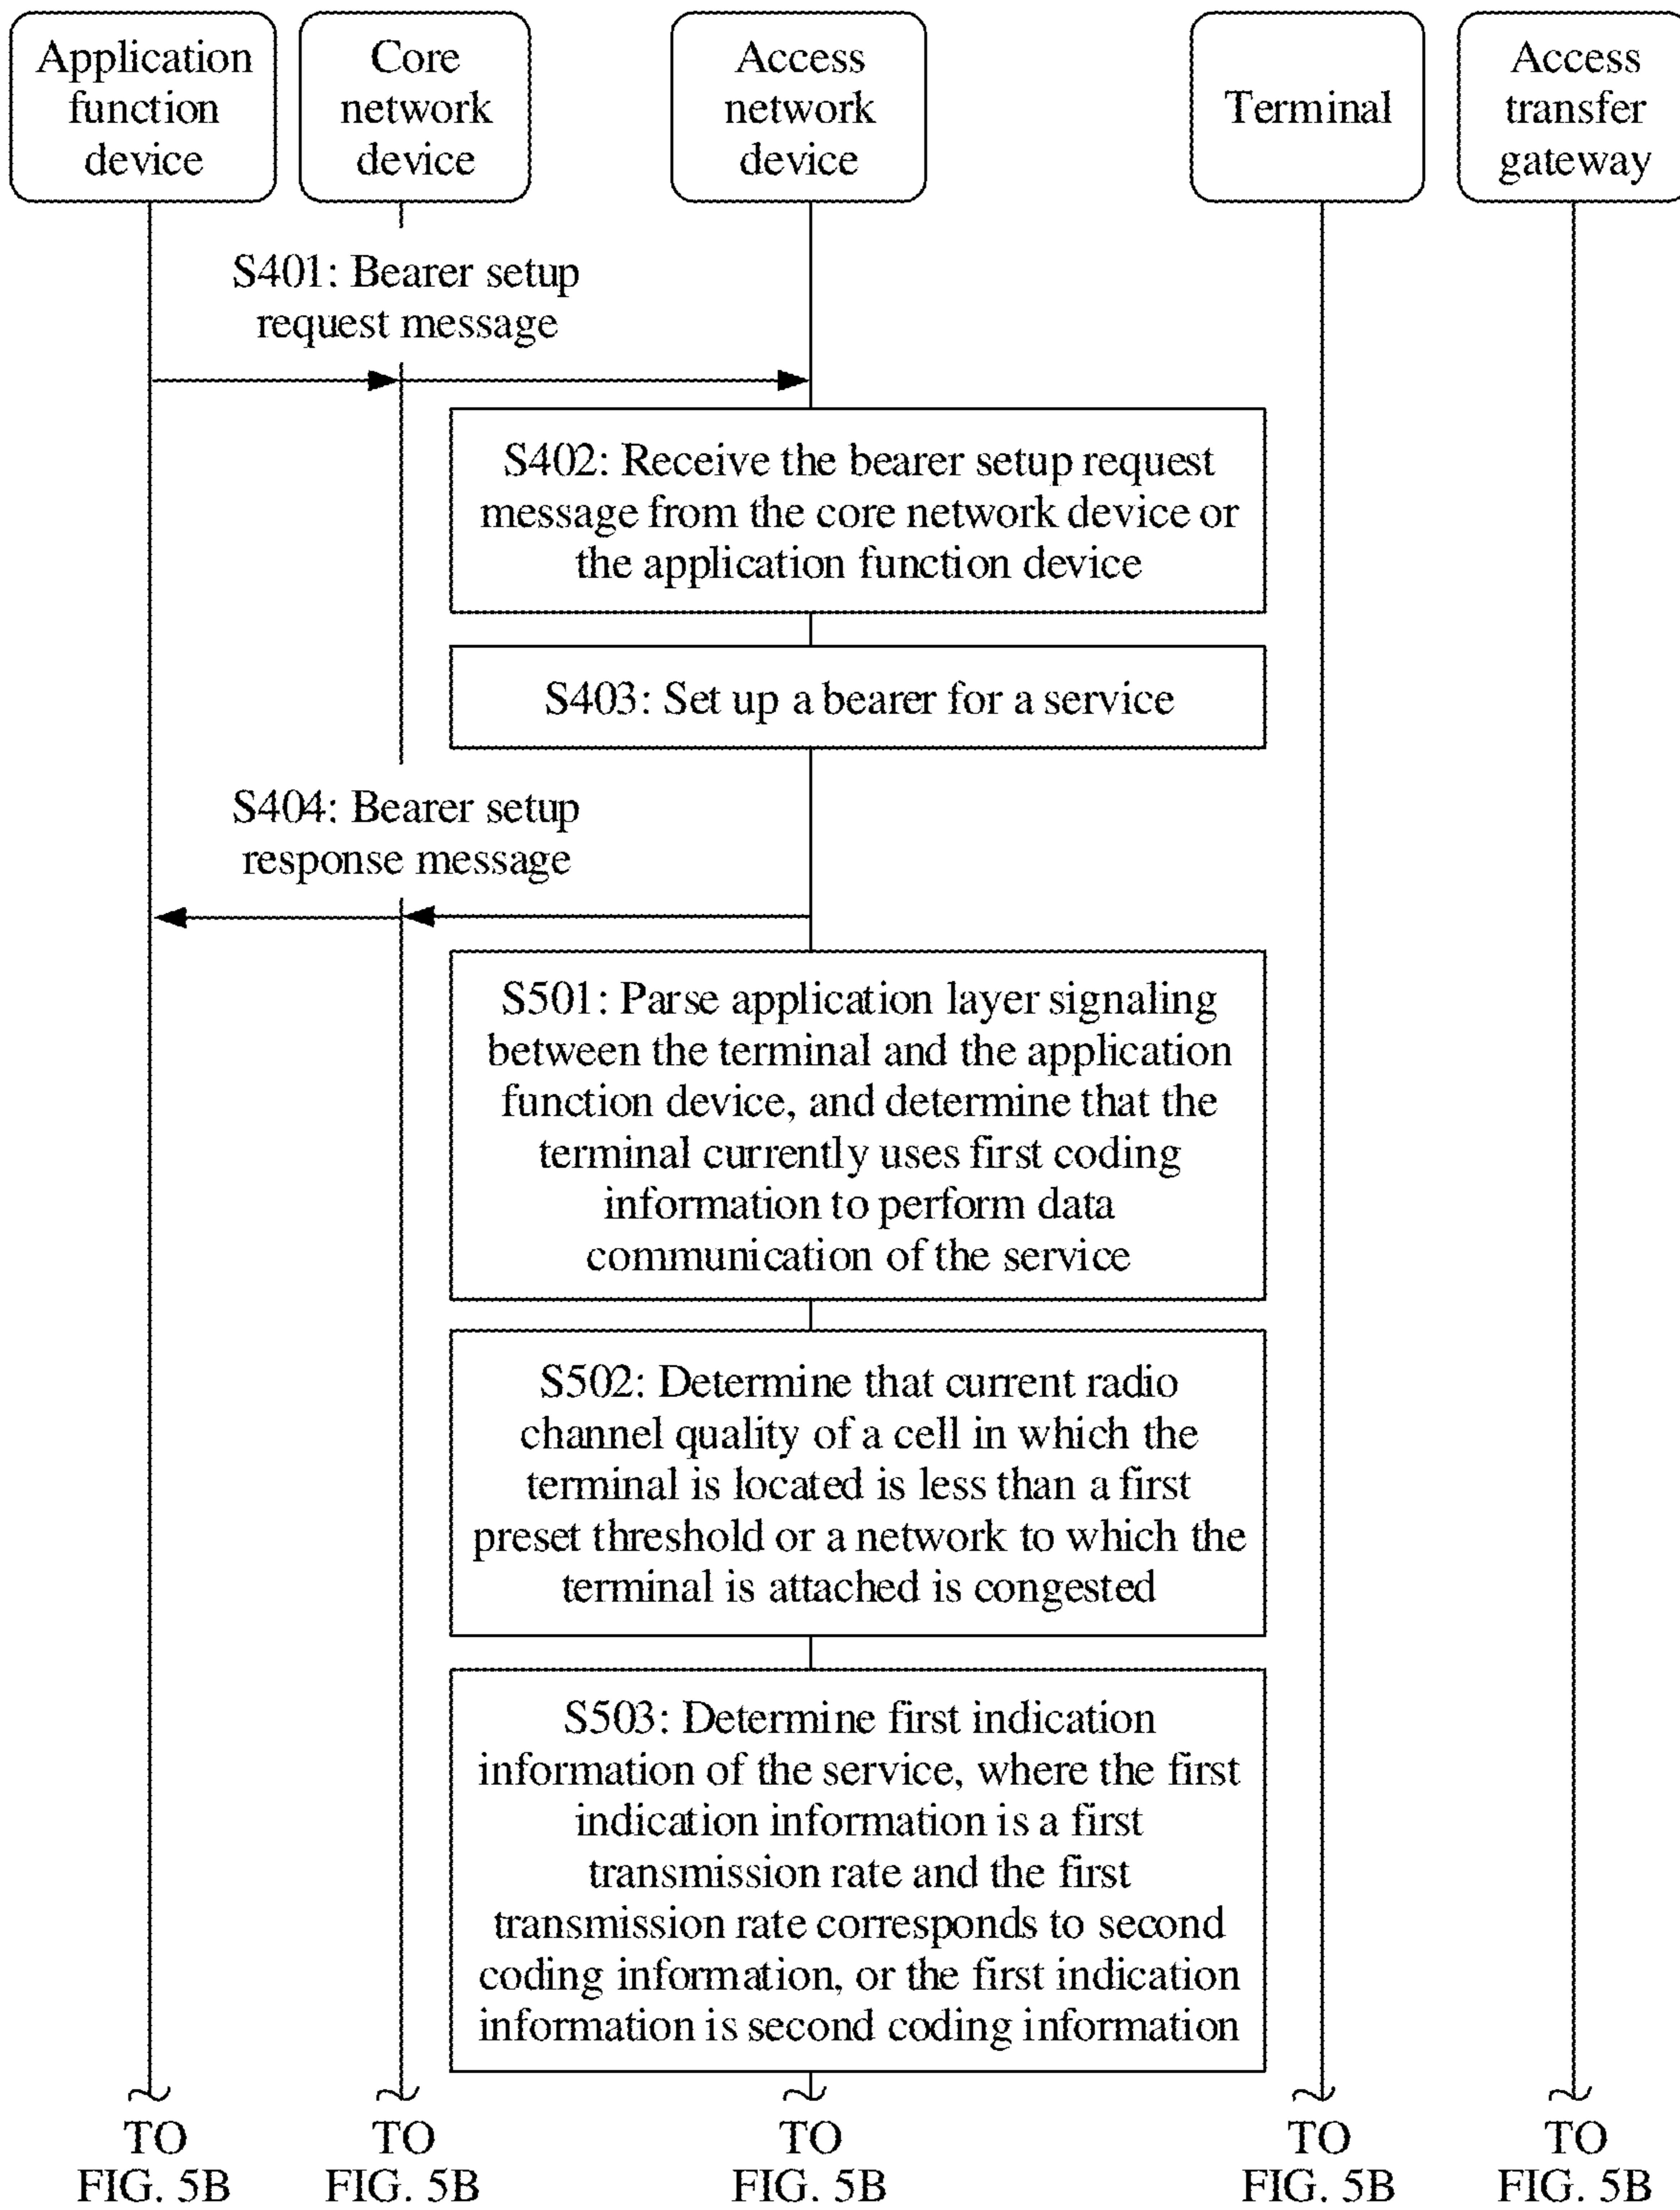 Application
function
device
Core
network
device
Access
network
device
Terminal
Access
transfer
gateway
S401: Bearer setup
request message
S402: Receive the bearer setup request
message from the core network device or
the application function device
S403: Set up a bearer for a service
S404: Bearer setup
response message
S501: Parse application layer signaling
between the terminal and the application
function device, and determine that the
terminal currently uses first coding
information to perform data
communication of the service
S502: Determine that current radio
channel quality of a cell in which the
terminal is located is less than a first
preset threshold or a network to which the
terminal is attached is congested
S503: Determine first indication
information of the service, where the first
indication information is a first
transmission rate and the first
transmission rate corresponds to second
coding information, or the first indication
information is second coding information
TO
FIG. 5B
TO
FIG. 5B
TO
FIG. 5B
TO
FIG. 5B
TO
FIG. 5B